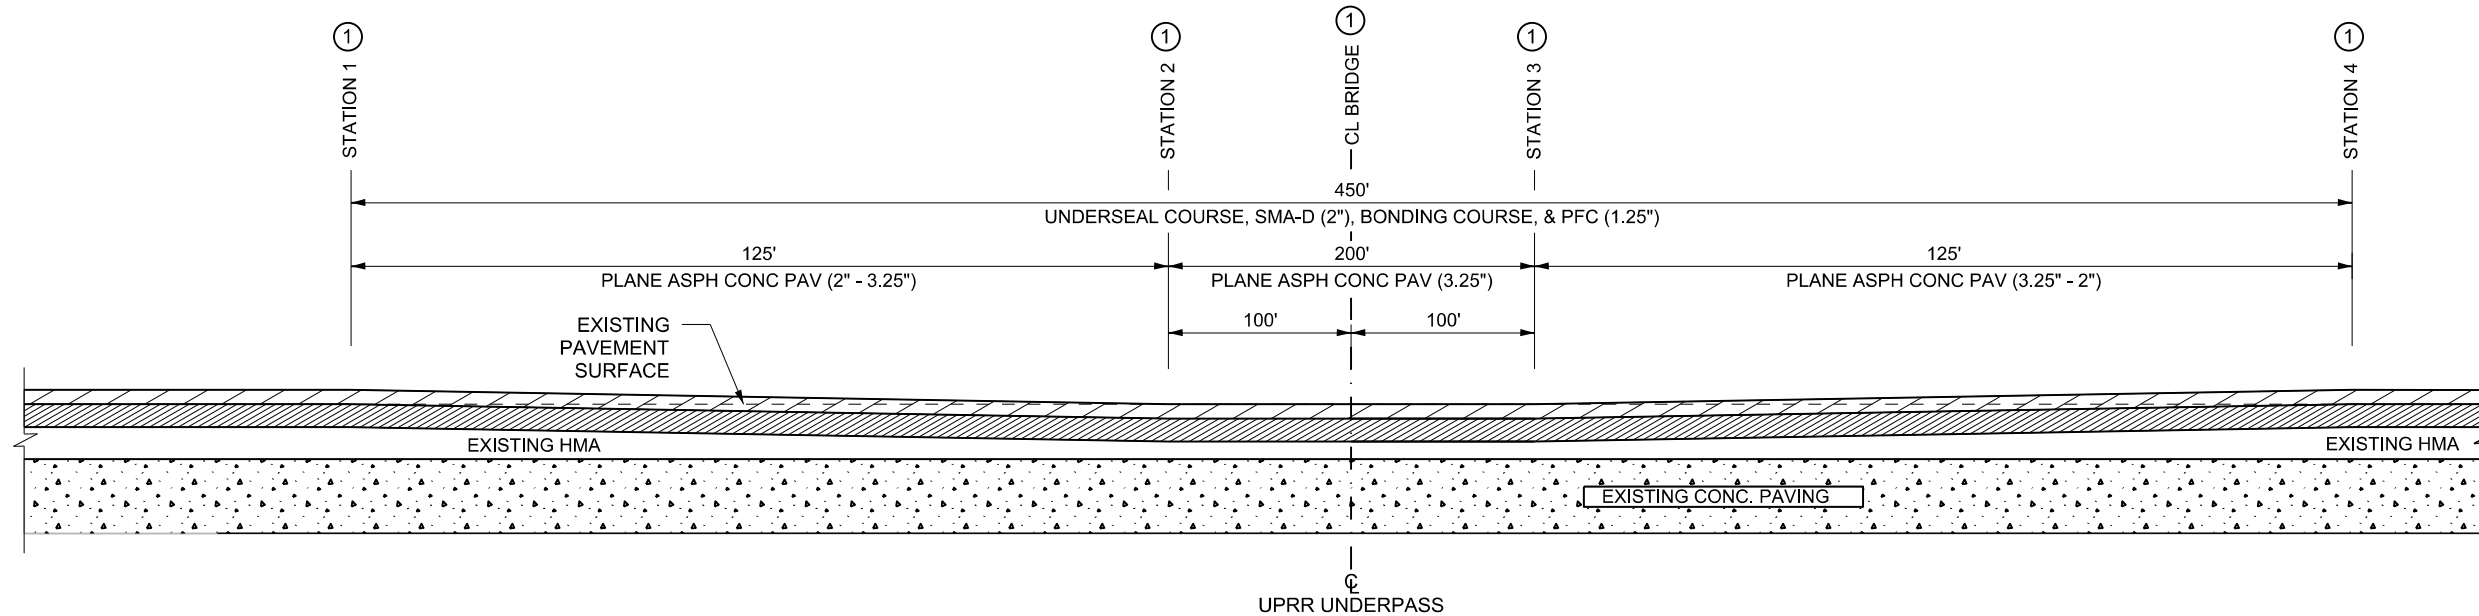 1
1
1
1
1
STATION 1
STATION 2
CL BRIDGE
STATION 3
STATION 4
450'
UNDERSEAL COURSE, SMA-D (2"), BONDING COURSE, & PFC (1.25")
125'
PLANE ASPH CONC PAV (2" - 3.25")
200'
PLANE ASPH CONC PAV (3.25")
125'
PLANE ASPH CONC PAV (3.25" - 2")
100'
100'
EXISTING
PAVEMENT
SURFACE
EXISTING HMA
EXISTING HMA
EXISTING CONC. PAVING
℄
UPRR UNDERPASS